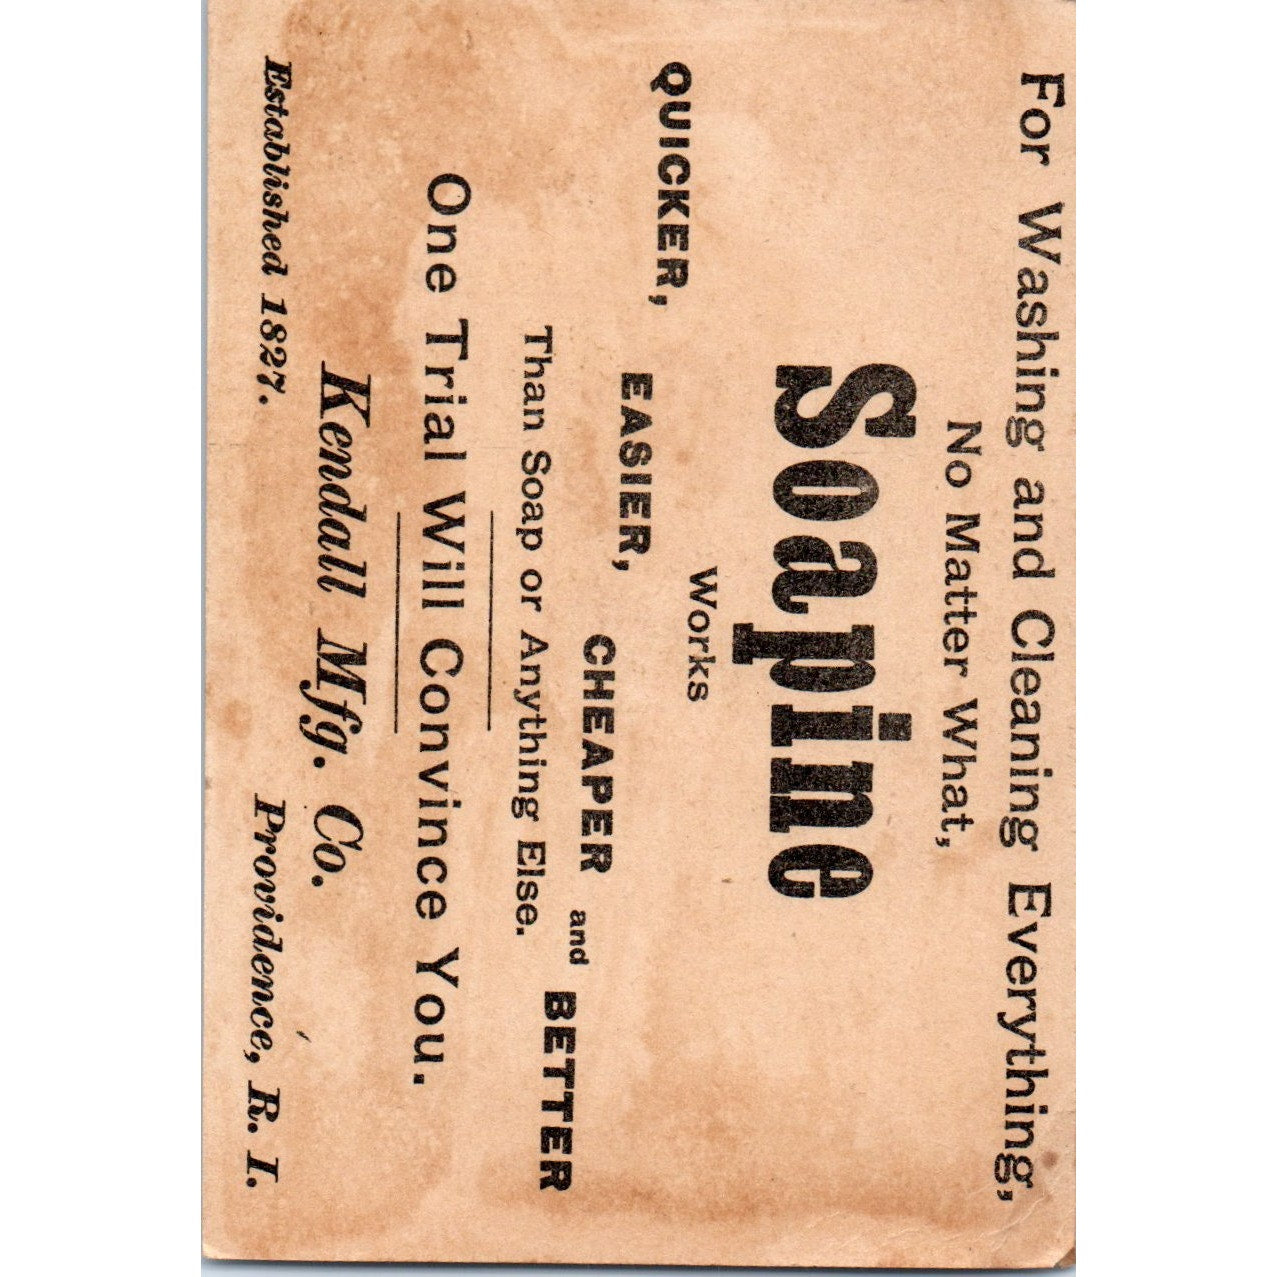 For Washing and Cleaning Everything,
No Matter What,
Soapine
Works
QUICKER,
EASIER,
CHEAPER
and
BETTER
Than Soap or Anything Else.
One Trial Will Convince You.
Kendall Mfg. Co.
Established 1827.
Providence, R. I.